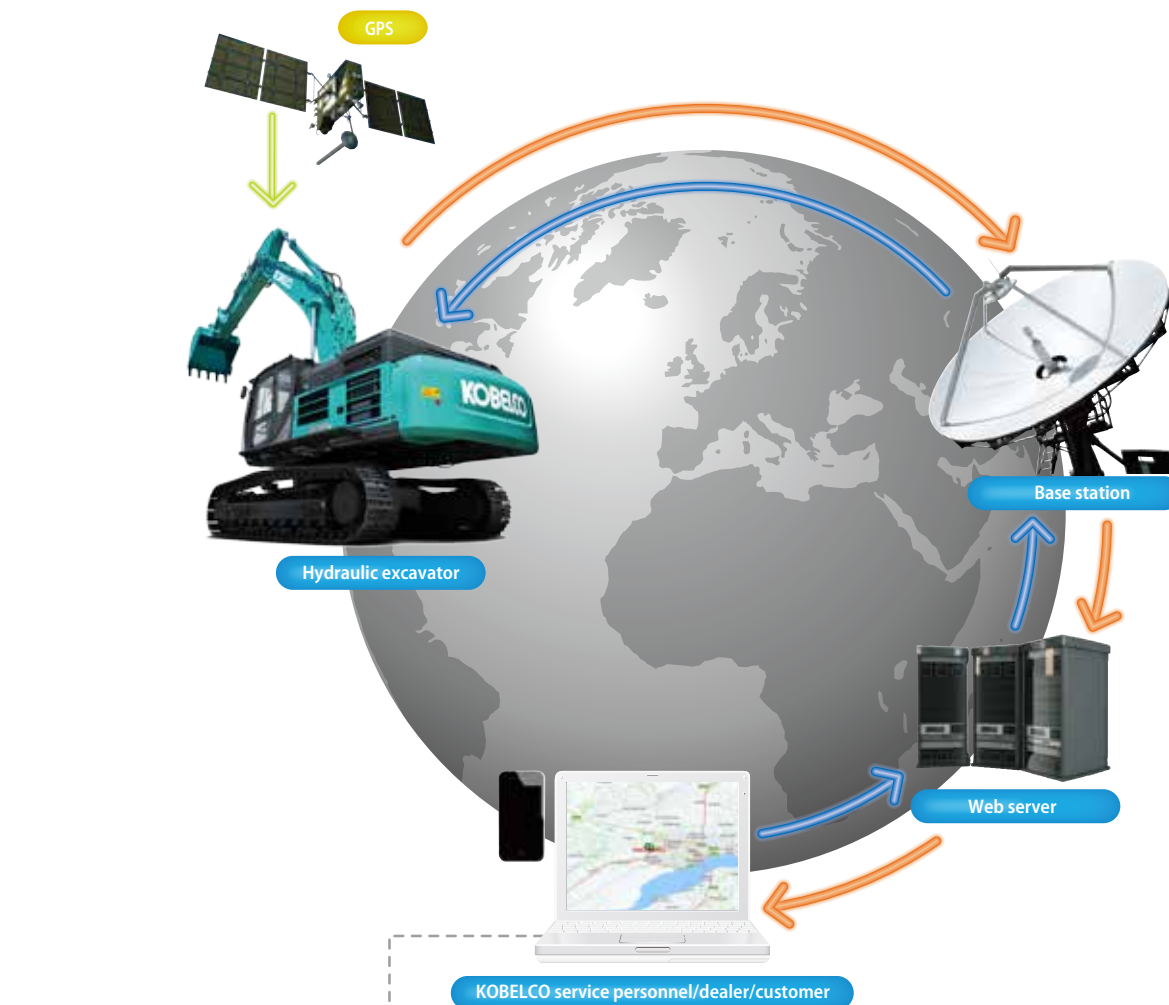 GPS
KOBELCO
Base station
Hydraulic excavator
Web server
KOBELCO service personnel/dealer/customer